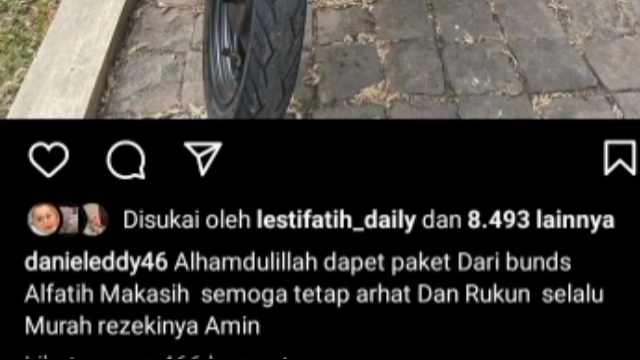 Disukai oleh lestifatih_daily dan 8.493 lainnya
danieleddy46 Alhamdulillah dapet paket Dari bunds
Alfatih Makasih semoga tetap arhat Dan Rukun selalu
Murah rezekinya Amin